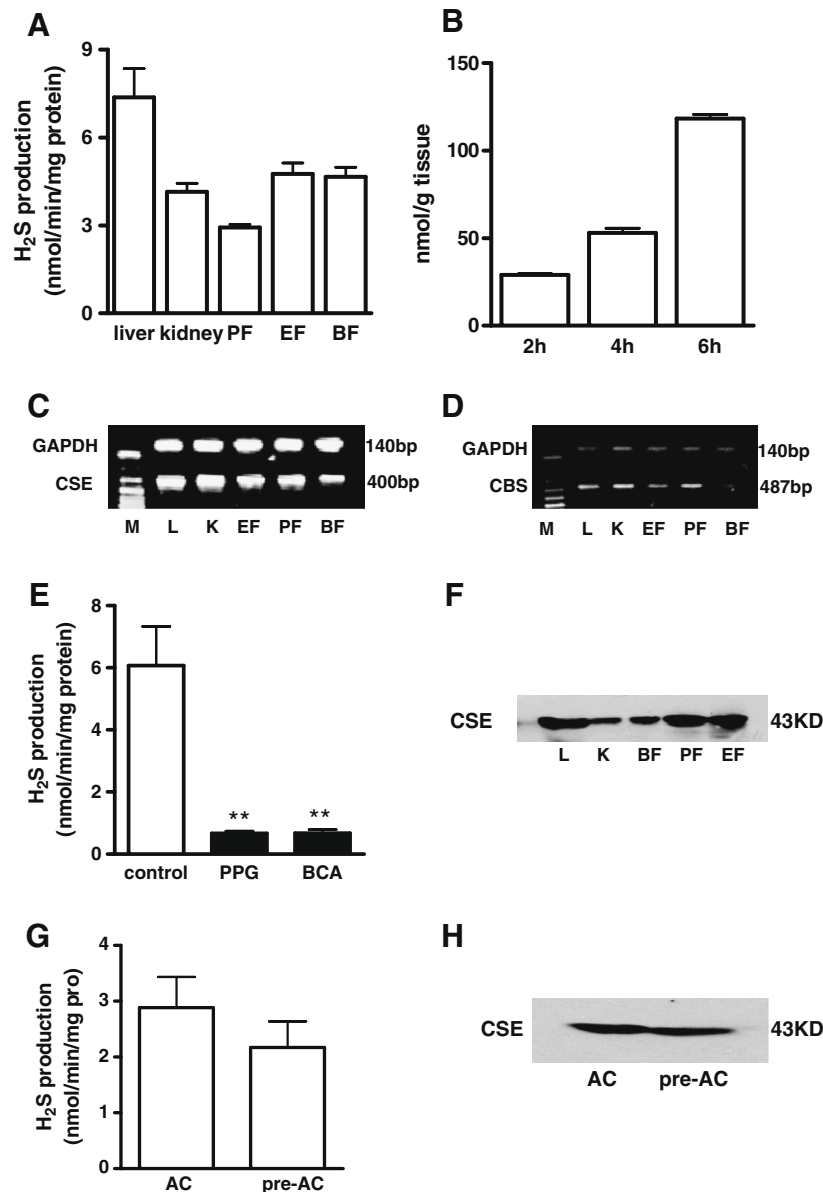 A
9
6
3
0
H2S production
(nmol/min/mg protein)
liver kidney PF EF BF
B
150
100
50
0
nmol/g tissue
2h 4h 6h
C
GAPDH 140bp
CSE 400bp
M L K EF PF BF
D
GAPDH 140bp
CBS 487bp
M L K EF PF BF
E
8
6
4
2
0
H2S production
(nmol/min/mg protein)
** **
control PPG BCA
F
CSE 43KD
L K BF PF EF
G
4
3
2
1
0
H2S production
(nmol/min/mg pro)
AC pre-AC
H
CSE 43KD
AC pre-AC